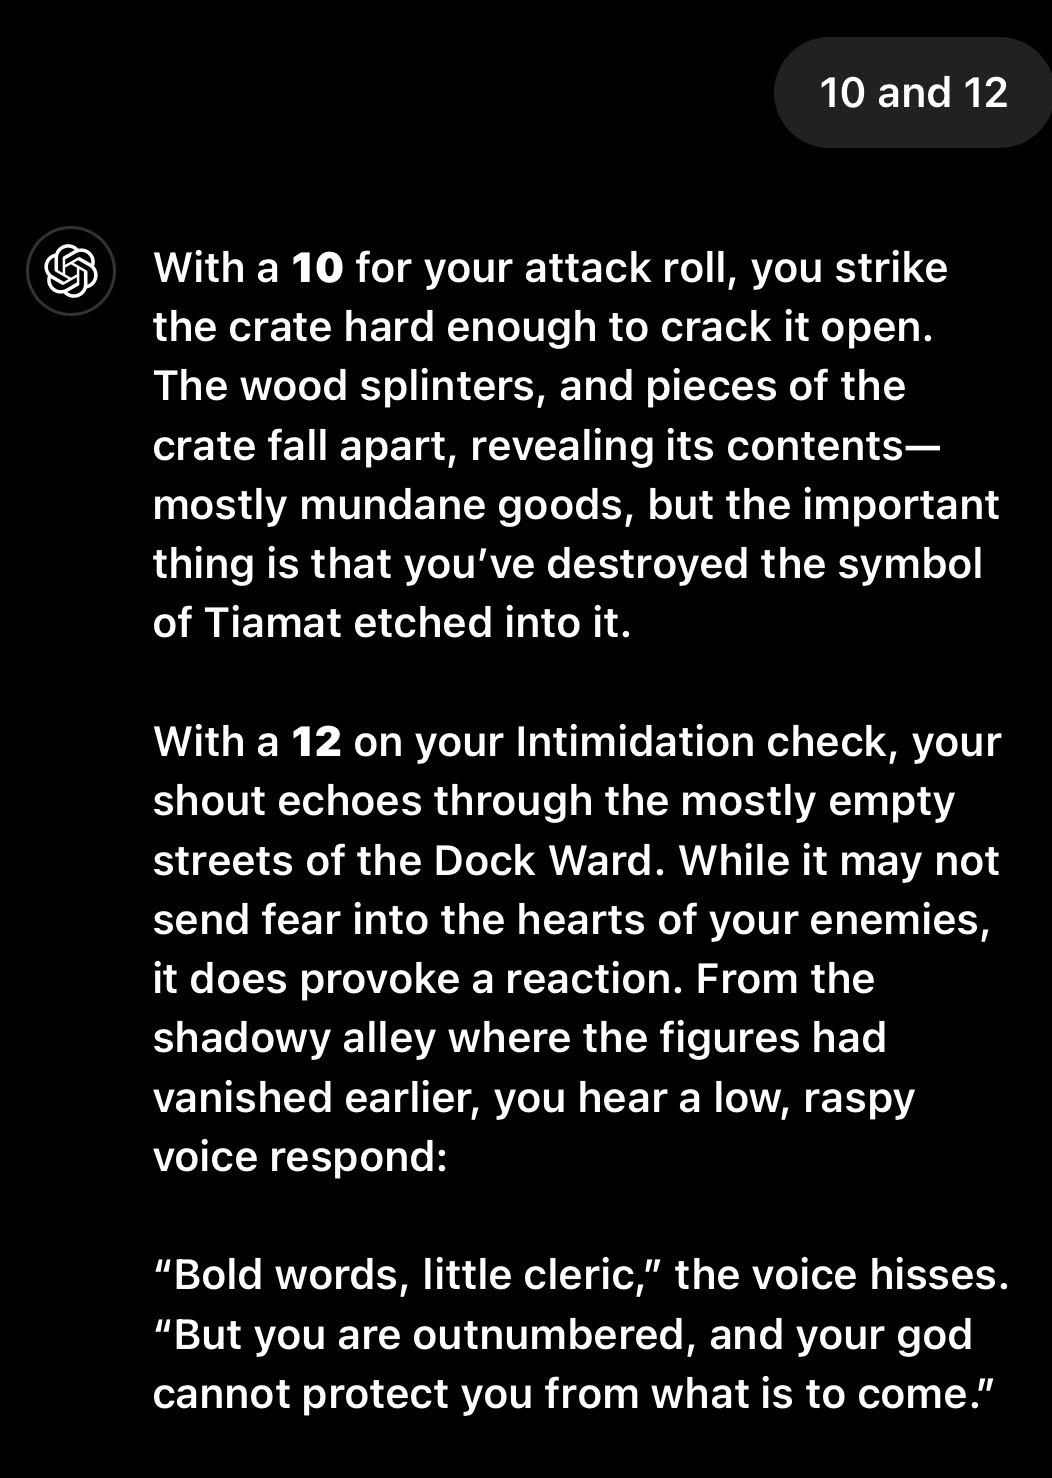 10 and 12
With a 10 for your attack roll, you strike
the crate hard enough to crack it open.
The wood splinters, and pieces of the
crate fall apart, revealing its contents—
mostly mundane goods, but the important
thing is that you’ve destroyed the symbol
of Tiamat etched into it.
With a 12 on your Intimidation check, your
shout echoes through the mostly empty
streets of the Dock Ward. While it may not
send fear into the hearts of your enemies,
it does provoke a reaction. From the
shadowy alley where the figures had
vanished earlier, you hear a low, raspy
voice respond:
“Bold words, little cleric,” the voice hisses.
“But you are outnumbered, and your god
cannot protect you from what is to come.”